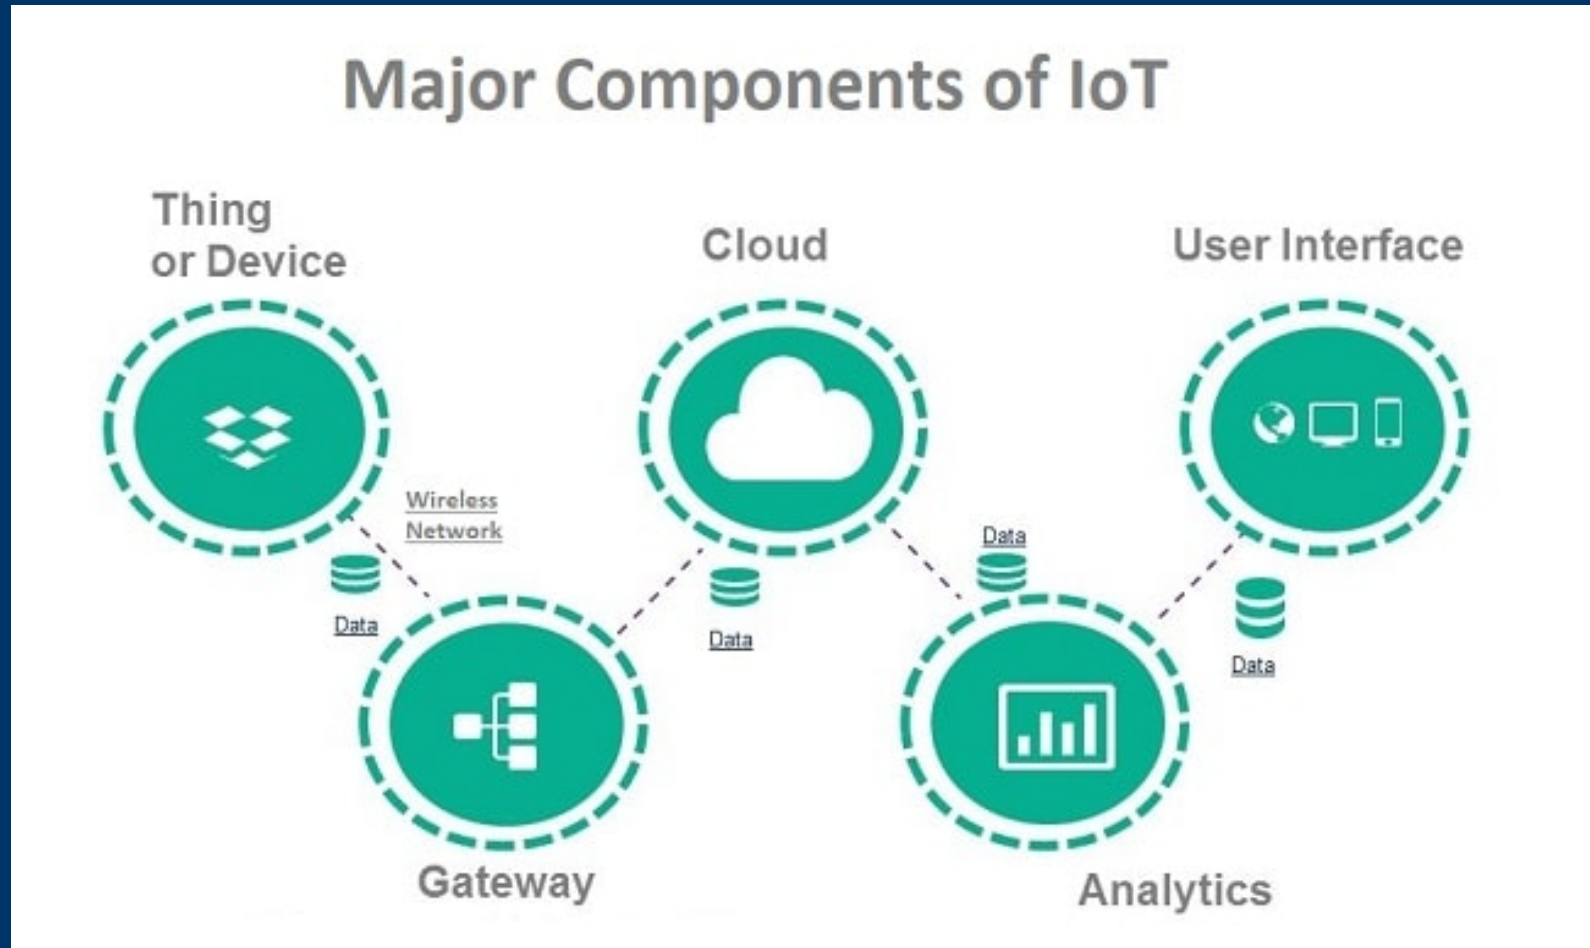 Major Components of IoT
Thing
or Device
Cloud
User Interface
Wireless
Network
Data
Data
Data
Data
Gateway
Analytics